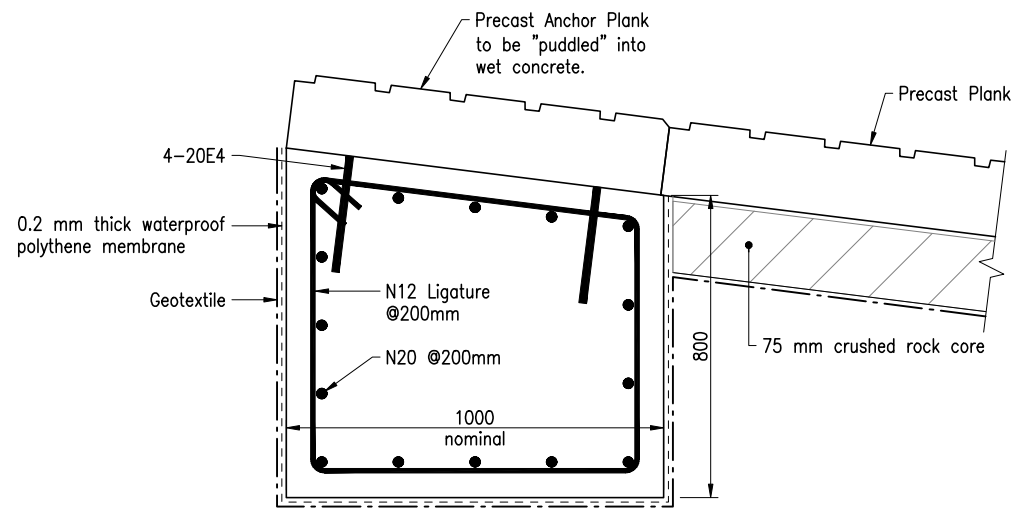 Precast Anchor Plank
to be "puddled" into
wet concrete.
Precast Plank
4-20E4
0.2 mm thick waterproof
polythene membrane
Geotextile
N12 Ligature
@200mm
N20 @200mm
800
75 mm crushed rock core
1000
nominal